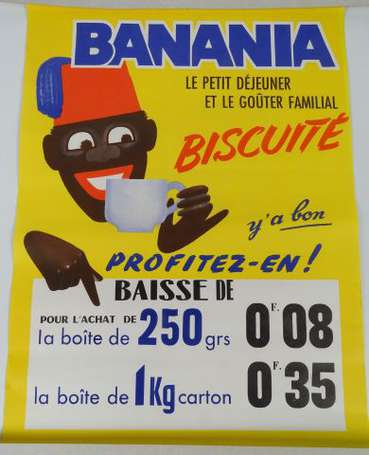 BANANIA
LE PETIT DÉJEUNER
ET LE GOÛTER FAMILIAL
BISCUITÉ
y'a bon
PROFITEZ-EN!
BAISSE DE
POUR L'ACHAT DE
la boîte de 250 grs 0F.08
la boîte de 1Kg carton 0F.35